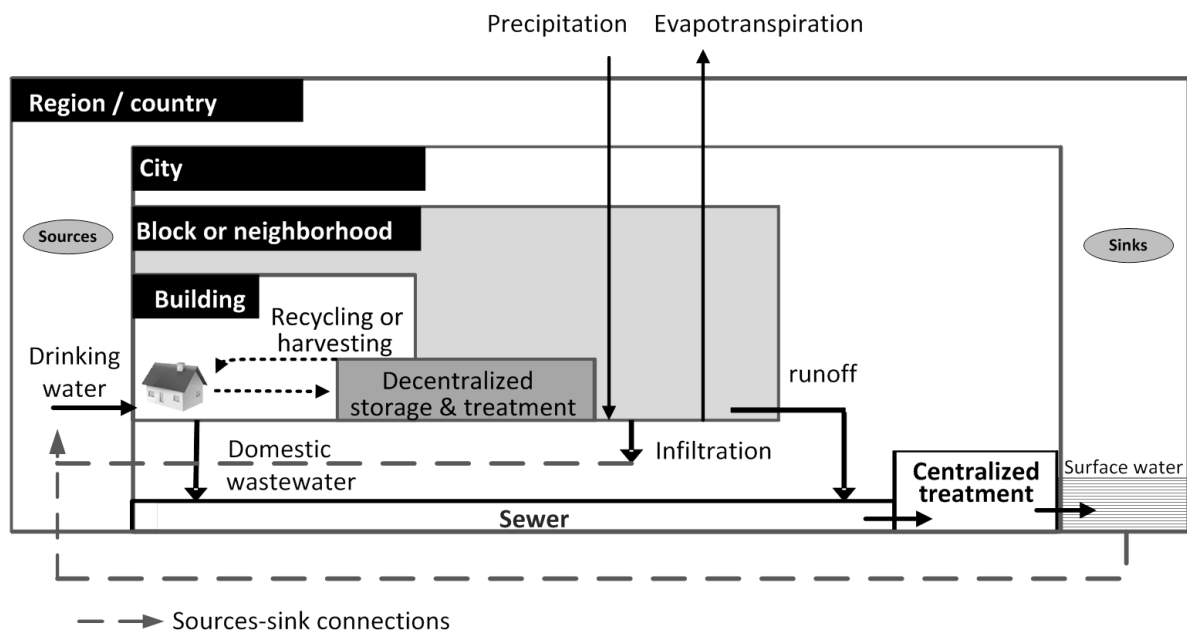 Precipitation
Evapotranspiration
Region / country
City
Block or neighborhood
Sources
Sinks
Building
Recycling or
harvesting
Drinking
water
Decentralized
storage & treatment
runoff
Domestic
wastewater
Infiltration
Centralized
treatment
Surface water
Sewer
Sources-sink connections